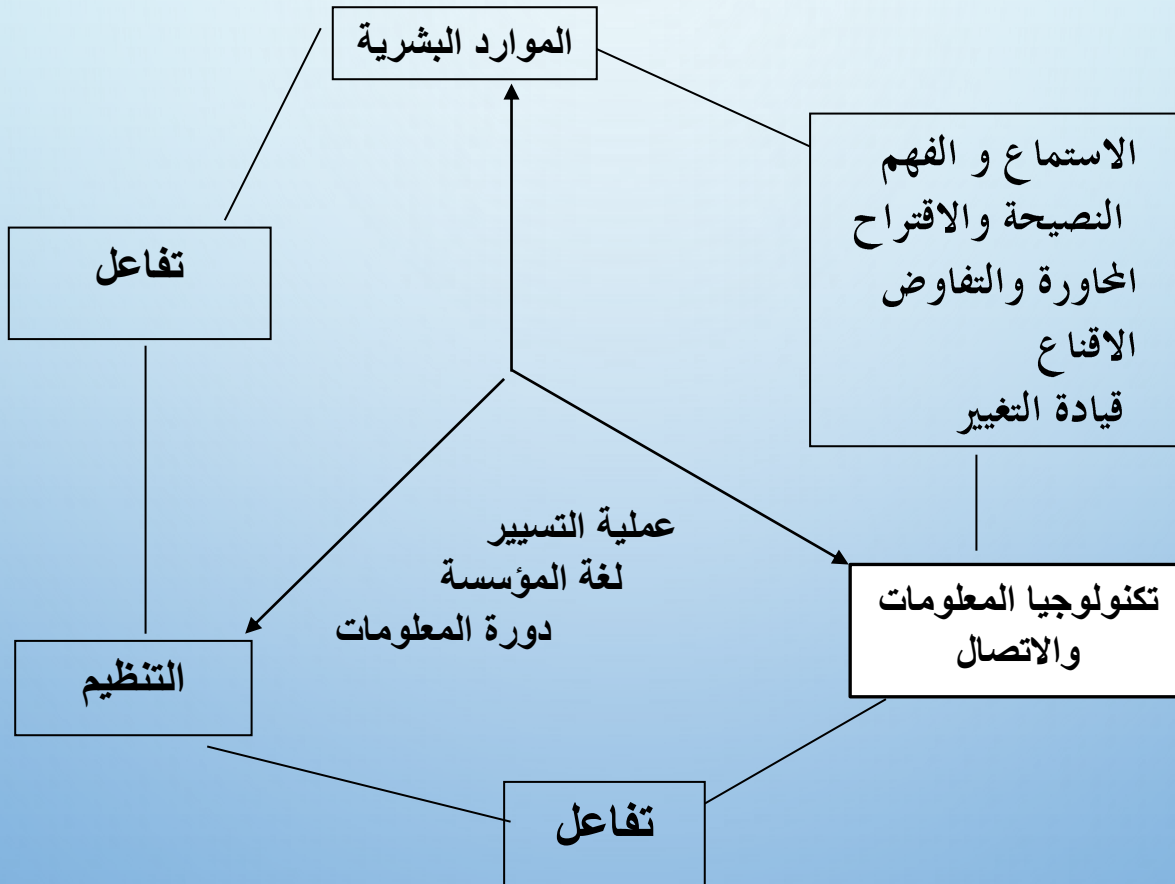 الموارد البشرية
الاستماع و الفهم
النصيحة والاقتراح
المحاورة والتفاوض
الاقناع
قيادة التغيير
تفاعل
عملية التسيير
لغة المؤسسة
دورة المعلومات
تكنولوجيا المعلومات
والاتصال
التنظيم
تفاعل